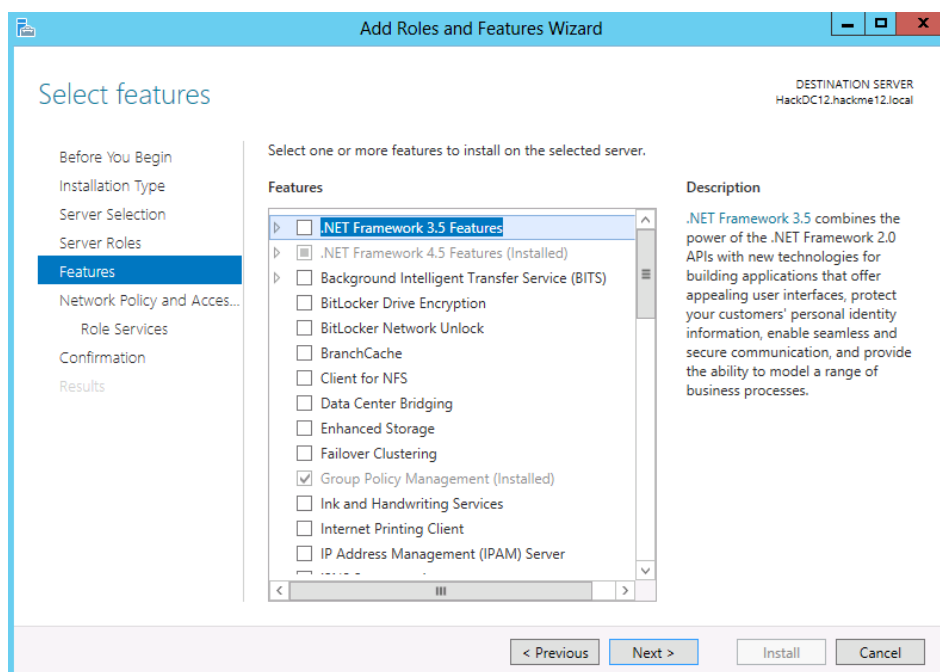 Add Roles and Features Wizard
Select features
DESTINATION SERVER
HackDC12.hackme12.local
Before You Begin
Installation Type
Server Selection
Server Roles
Features
Network Policy and Acces...
Role Services
Confirmation
Results
Select one or more features to install on the selected server.
Features
.NET Framework 3.5 Features
.NET Framework 4.5 Features (Installed)
Background Intelligent Transfer Service (BITS)
BitLocker Drive Encryption
BitLocker Network Unlock
BranchCache
Client for NFS
Data Center Bridging
Enhanced Storage
Failover Clustering
Group Policy Management (Installed)
Ink and Handwriting Services
Internet Printing Client
IP Address Management (IPAM) Server
Description
.NET Framework 3.5 combines the
power of the .NET Framework 2.0
APIs with new technologies for
building applications that offer
appealing user interfaces, protect
your customers' personal identity
information, enable seamless and
secure communication, and provide
the ability to model a range of
business processes.
< Previous
Next >
Install
Cancel